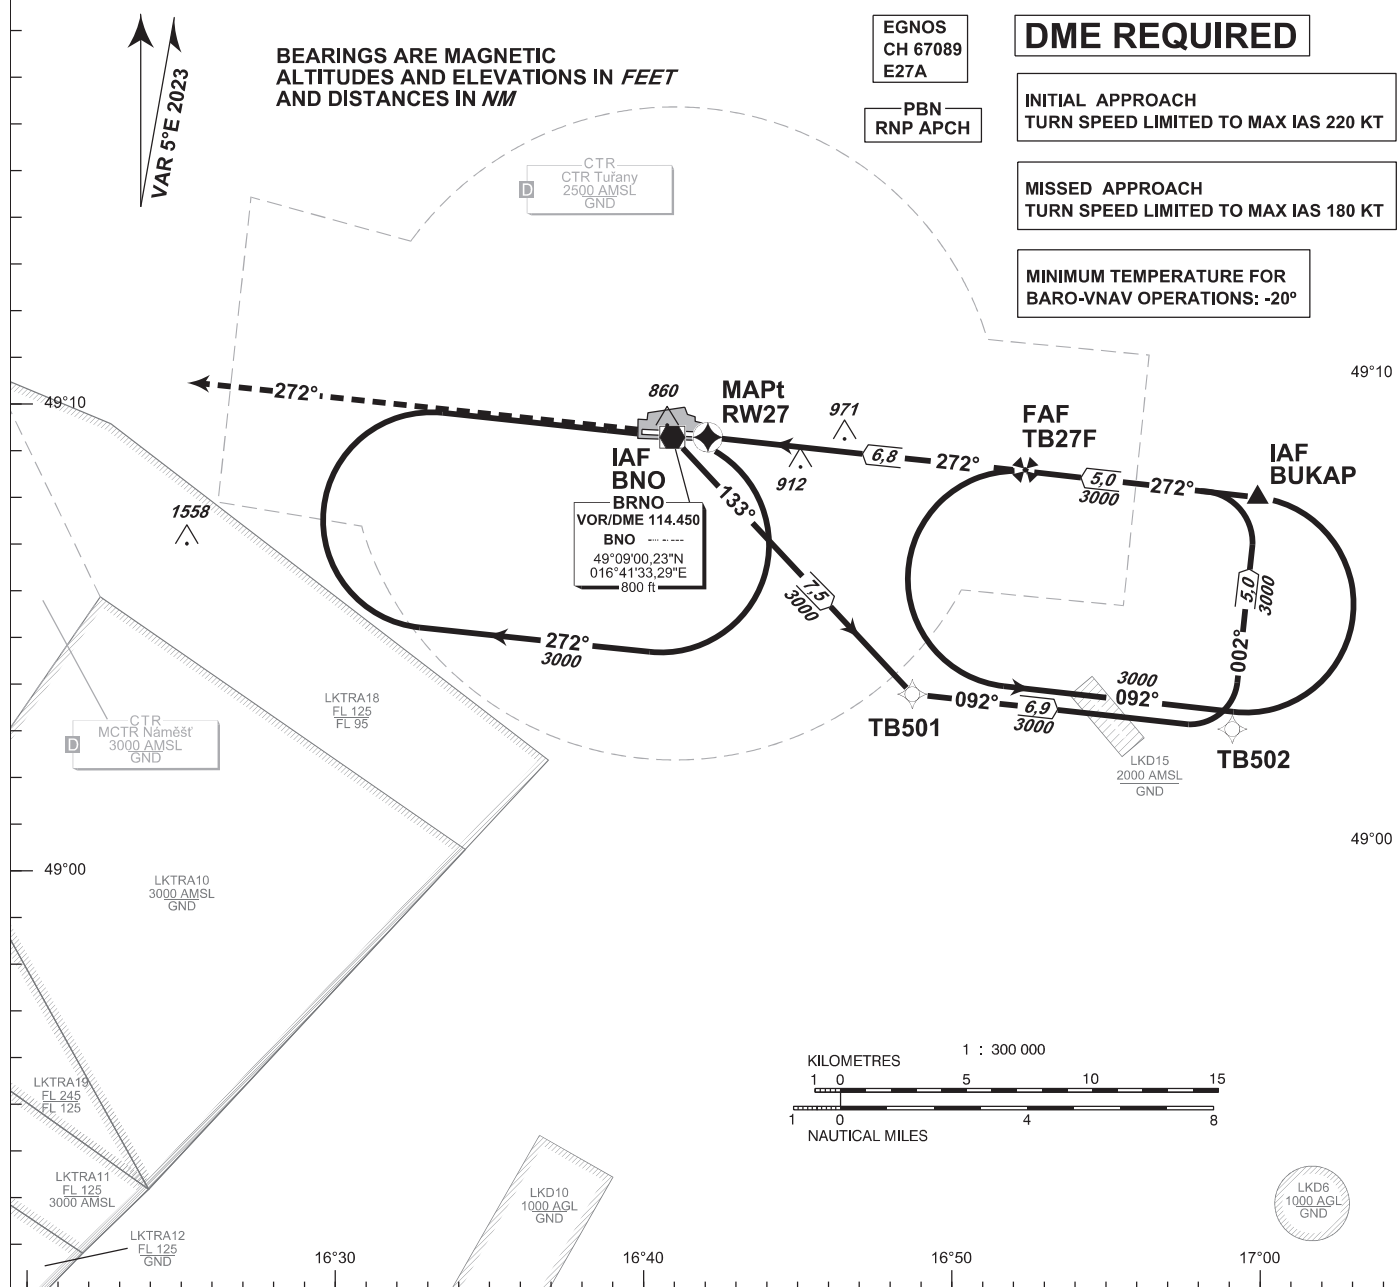 VAR 5°E 2023
BEARINGS ARE MAGNETIC
ALTITUDES AND ELEVATIONS IN FEET
AND DISTANCES IN NM
EGNOS
CH 67089
E27A
PBN
RNP APCH
DME REQUIRED
INITIAL APPROACH
TURN SPEED LIMITED TO MAX IAS 220 KT
MISSED APPROACH
TURN SPEED LIMITED TO MAX IAS 180 KT
MINIMUM TEMPERATURE FOR
BARO-VNAV OPERATIONS: -20º
CTR
CTR Tuřany
2500 AMSL
GND
D
49°10
49°10
272°
860
MAPt
RW27
971
912
6,8
272°
FAF
TB27F
5,0
3000
272°
IAF
BUKAP
IAF
BNO
BRNO
VOR/DME 114.450
BNO
49°09'00,23"N
016°41'33,29"E
800 ft
133°
7,5
3000
1558
272°
3000
5,0
3000
002°
3000
092°
092°
6,9
3000
TB501
TB502
LKD15
2000 AMSL
GND
LKTRA18
FL 125
FL 95
CTR
MCTR Náměšť
3000 AMSL
GND
D
49°00
49°00
LKTRA10
3000 AMSL
GND
1 : 300 000
KILOMETRES
1 0 5 10 15
1 0 4 8
NAUTICAL MILES
LKTRA19
FL 245
FL 125
LKTRA11
FL 125
3000 AMSL
LKTRA12
FL 125
GND
LKD10
1000 AGL
GND
LKD6
1000 AGL
GND
16°30
16°40
16°50
17°00